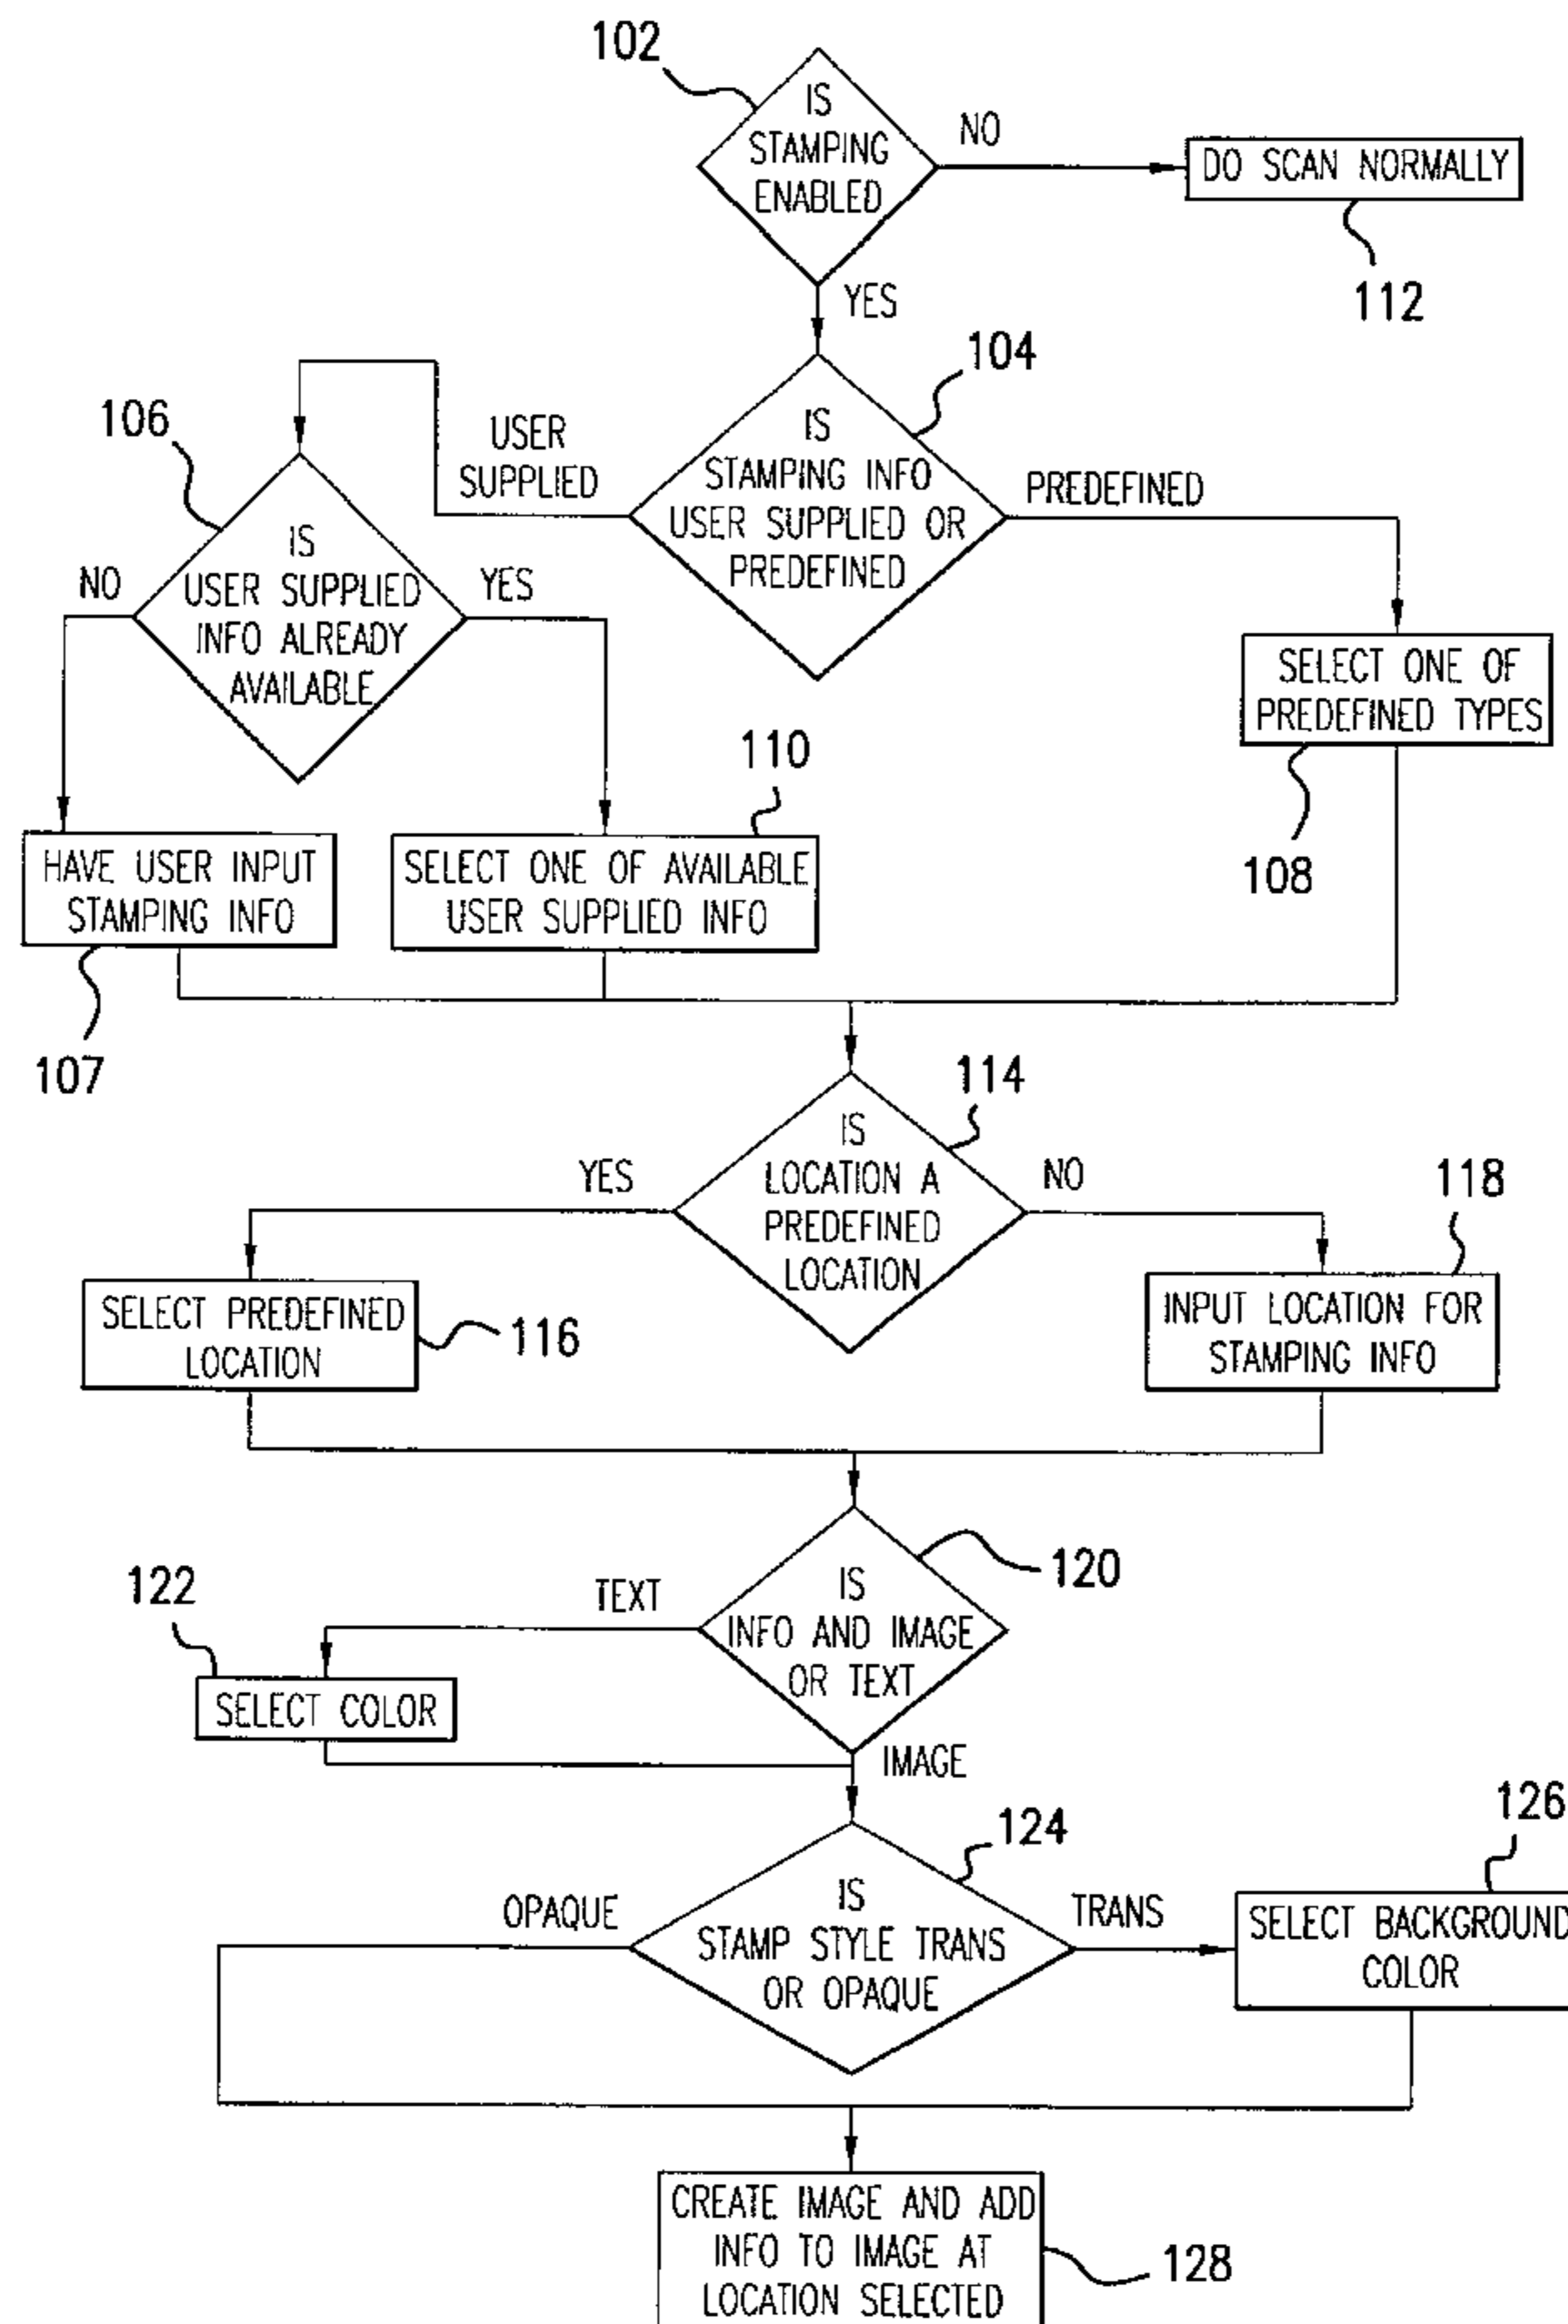 102
IS
STAMPING
ENABLED
NO
DO SCAN NORMALLY
112
YES
104
IS
STAMPING INFO
USER SUPPLIED OR
PREDEFINED
USER
SUPPLIED
PREDEFINED
106
IS
USER SUPPLIED
INFO ALREADY
AVAILABLE
NO
YES
SELECT ONE OF
PREDEFINED TYPES
108
110
HAVE USER INPUT
STAMPING INFO
107
SELECT ONE OF AVAILABLE
USER SUPPLIED INFO
114
IS
LOCATION A
PREDEFINED
LOCATION
YES
NO
118
SELECT PREDEFINED
LOCATION
116
INPUT LOCATION FOR
STAMPING INFO
120
IS
INFO AND IMAGE
OR TEXT
TEXT
122
SELECT COLOR
IMAGE
124
IS
STAMP STYLE TRANS
OR OPAQUE
OPAQUE
TRANS
126
SELECT BACKGROUND
COLOR
CREATE IMAGE AND ADD
INFO TO IMAGE AT
LOCATION SELECTED
128